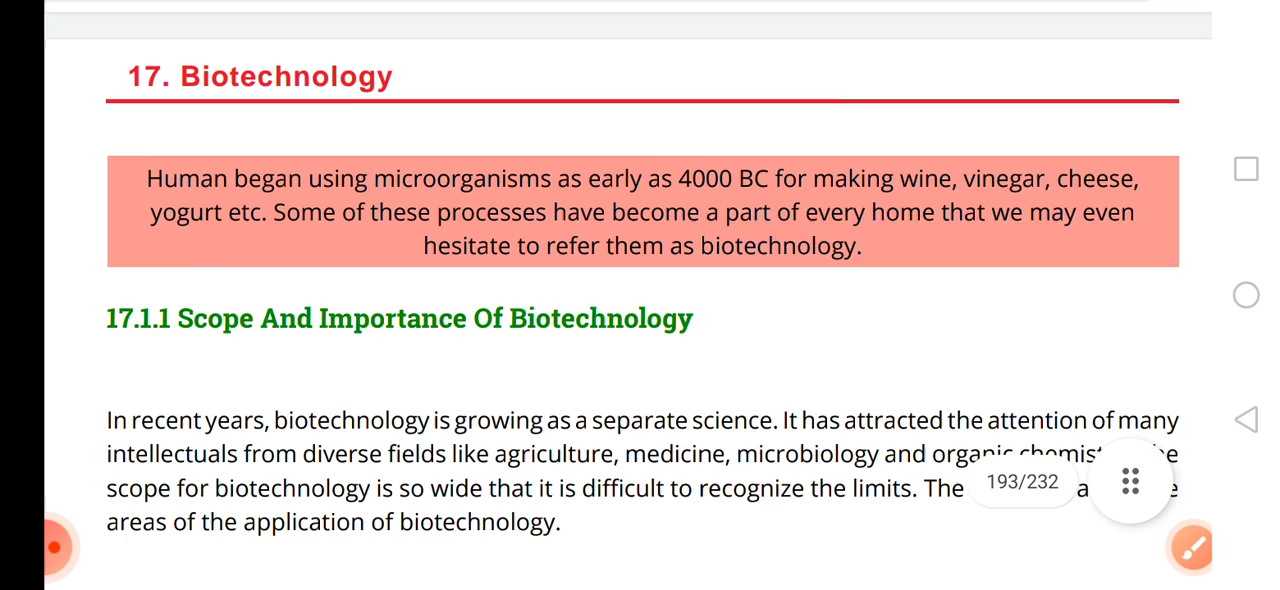 17. Biotechnology
Human began using microorganisms as early as 4000 BC for making wine, vinegar, cheese,
yogurt etc. Some of these processes have become a part of every home that we may even
hesitate to refer them as biotechnology.
17.1.1 Scope And Importance Of Biotechnology
In recent years, biotechnology is growing as a separate science. It has attracted the attention of many
intellectuals from diverse fields like agriculture, medicine, microbiology and organic
scope for biotechnology is so wide that it is difficult to recognize the limits. The
193/232
areas of the application of biotechnology.